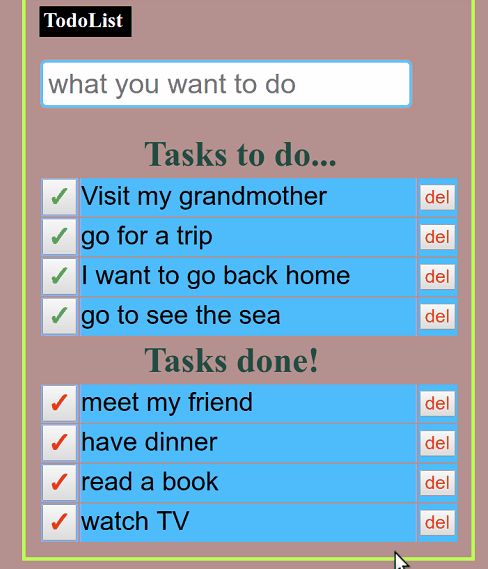 TodoList
what you want to do
Tasks to do...
✓ Visit my grandmother del
✓ go for a trip del
✓ I want to go back home del
✓ go to see the sea del
Tasks done!
✓ meet my friend del
✓ have dinner del
✓ read a book del
✓ watch TV del